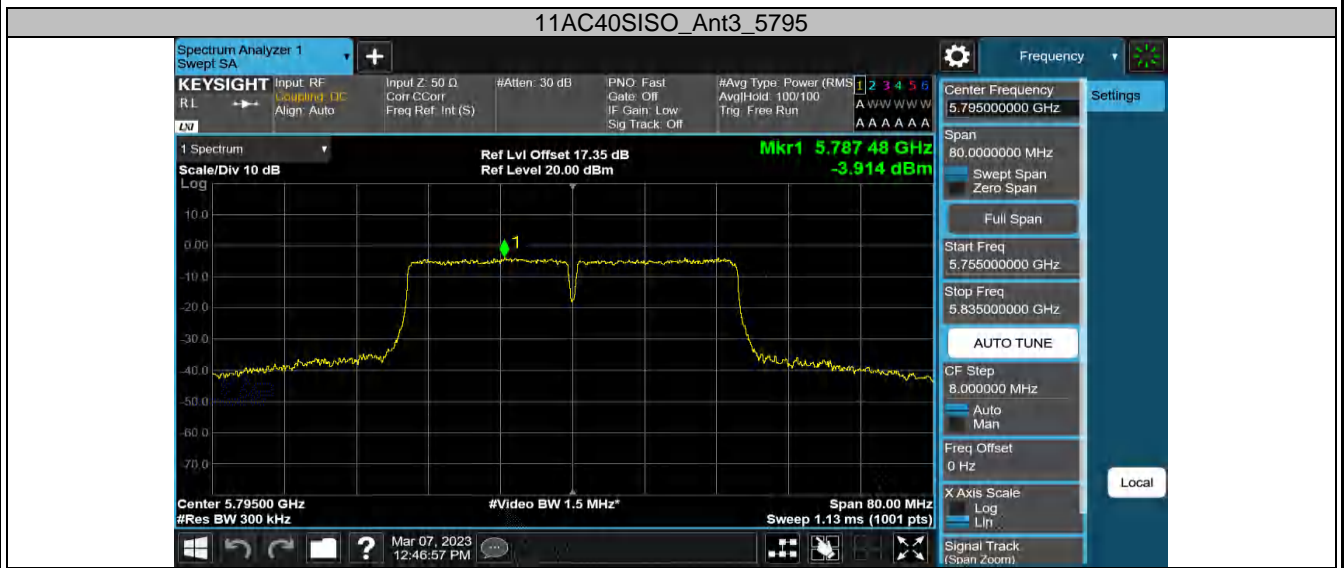 11AC40SISO_Ant3_5795
Spectrum Analyzer 1
Swept SA
+
Frequency
KEYSIGHT
RL
LNI
Input: RF
Coupling: DC
Align: Auto
Input Z: 50 Ω
Corr CCorr
Freq Ref: Int (S)
#Atten: 30 dB
PNO: Fast
Gate: Off
IF Gain: Low
Sig Track: Off
#Avg Type: Power (RMS
Avg|Hold: 100/100
Trig: Free Run
1 2 3 4 5 6
A W W W W W
A A A A A A
1 Spectrum
Scale/Div 10 dB
Log
Ref Lvl Offset 17.35 dB
Ref Level 20.00 dBm
Mkr1 5.787 48 GHz
-3.914 dBm
10.0
0.00
-10.0
-20.0
-30.0
-40.0
-50.0
-60.0
-70.0
1
Center 5.79500 GHz
#Res BW 300 kHz
#Video BW 1.5 MHz*
Span 80.00 MHz
Sweep 1.13 ms (1001 pts)
?
Mar 07, 2023
12:46:57 PM
Center Frequency
5.795000000 GHz
Settings
Span
80.0000000 MHz
Swept Span
Zero Span
Full Span
Start Freq
5.755000000 GHz
Stop Freq
5.835000000 GHz
AUTO TUNE
CF Step
8.000000 MHz
Auto
Man
Freq Offset
0 Hz
X Axis Scale
Log
Lin
Local
Signal Track
(Span Zoom)